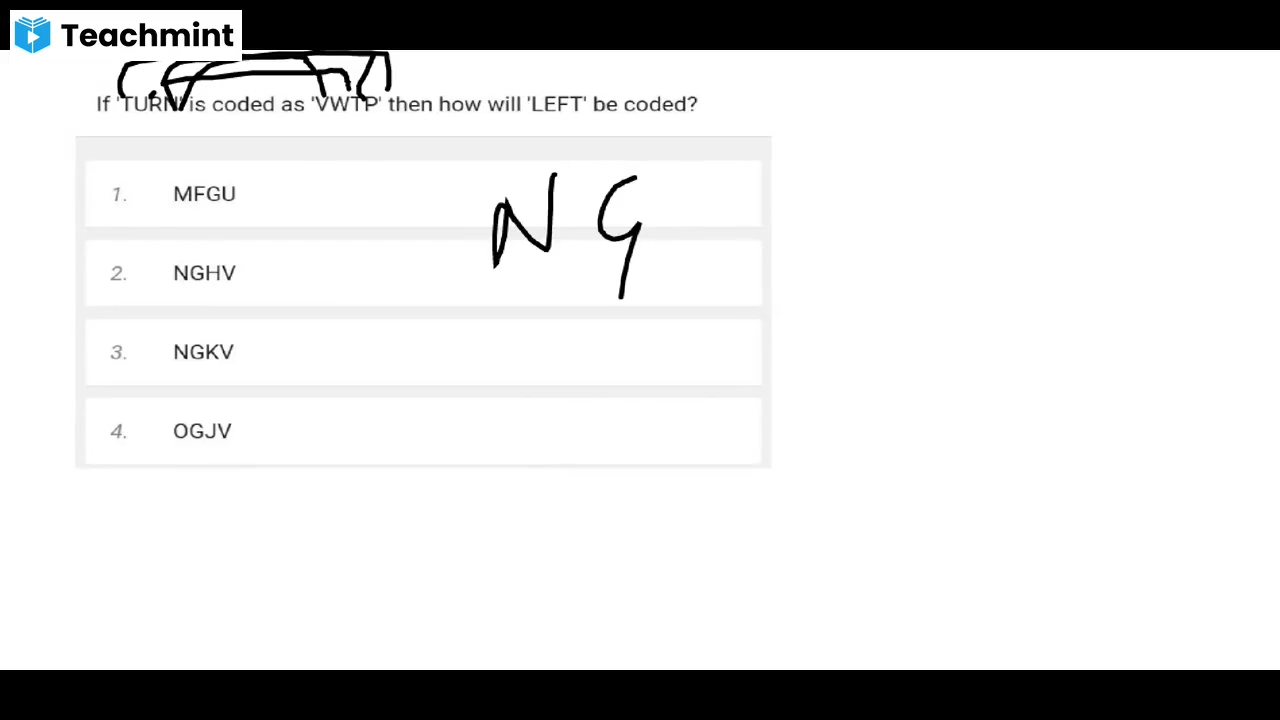 Teachmint
If 'TURN' is coded as 'VWTP' then how will 'LEFT' be coded?
1. MFGU
N G
2. NGHV
3. NGKV
4. OGJV